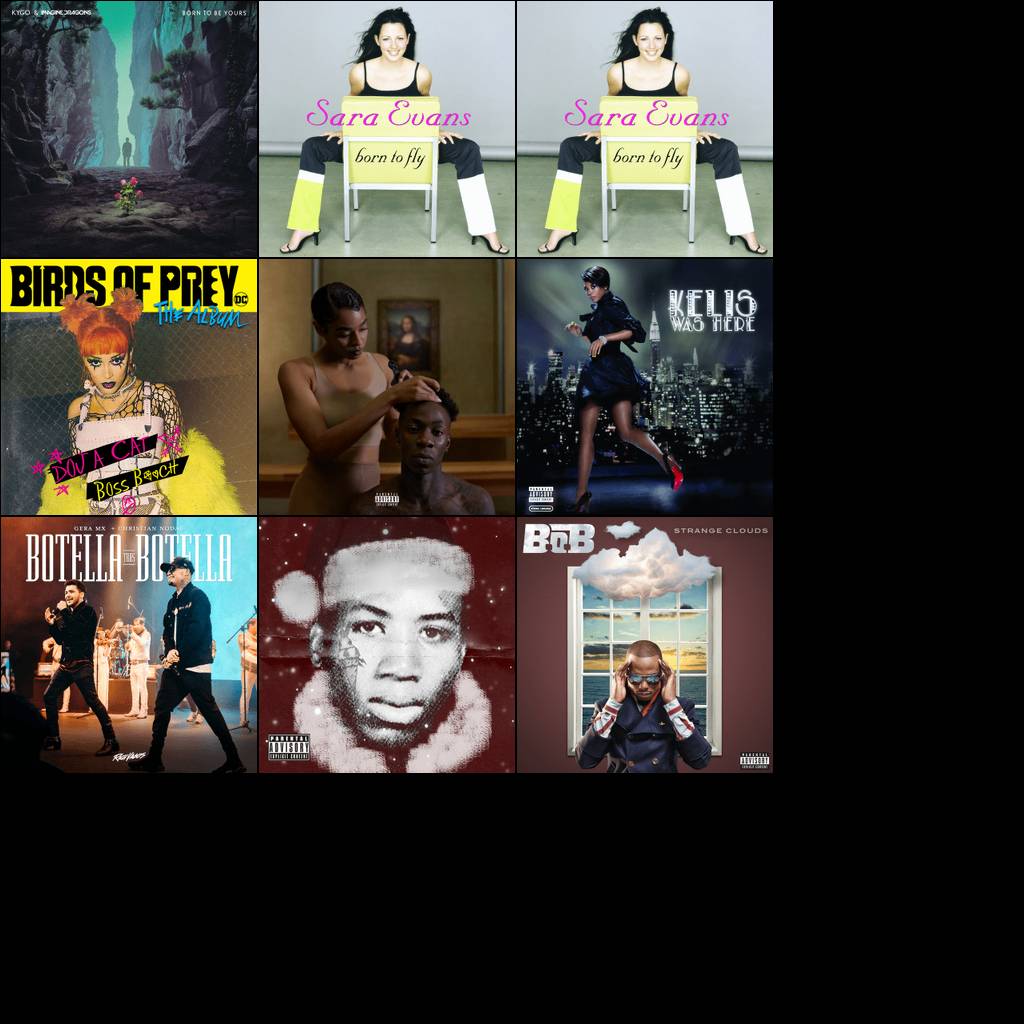 KYGO & IMAGINE DRAGONS
BORN TO BE YOURS
Sara Evans
born to fly
Sara Evans
born to fly
BIRDS OF PREY
DC
THE ALBUM
DOJA CAT
BOSS B**CH
PARENTAL
ADVISORY
EXPLICIT CONTENT
KELIS
WAS HERE
PARENTAL
ADVISORY
EXPLICIT CONTENT
GERA MX + CHRISTIAN NODAL
BOTELLA TRAS BOTELLA
PARENTAL
ADVISORY
EXPLICIT CONTENT
B.o.B
STRANGE CLOUDS
PARENTAL
ADVISORY
EXPLICIT CONTENT